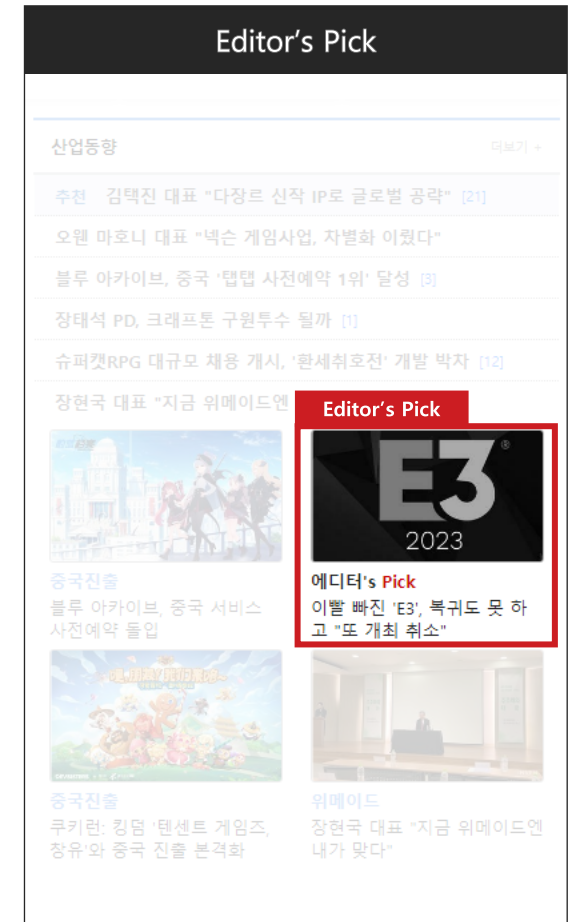 Editor's Pick
산업동향
더보기 +
추천 김택진 대표 "다장르 신작 IP로 글로벌 공략" [21]
오웬 마호니 대표 "넥슨 게임사업, 차별화 이뤘다"
블루 아카이브, 중국 '탭탭 사전예약 1위' 달성 [3]
장태석 PD, 크래프톤 구원투수 될까 [1]
슈퍼캣RPG 대규모 채용 개시, '환세취호전' 개발 박차 [12]
장현국 대표 "지금 위메이드엔
Editor's Pick
E3
2023
중국진출
블루 아카이브, 중국 서비스
사전예약 돌입
에디터's Pick
이빨 빠진 'E3', 복귀도 못 하
고 "또 개최 취소"
중국진출
쿠키런: 킹덤 '텐센트 게임즈,
창유'와 중국 진출 본격화
위메이드
장현국 대표 "지금 위메이드엔
내가 맞다"